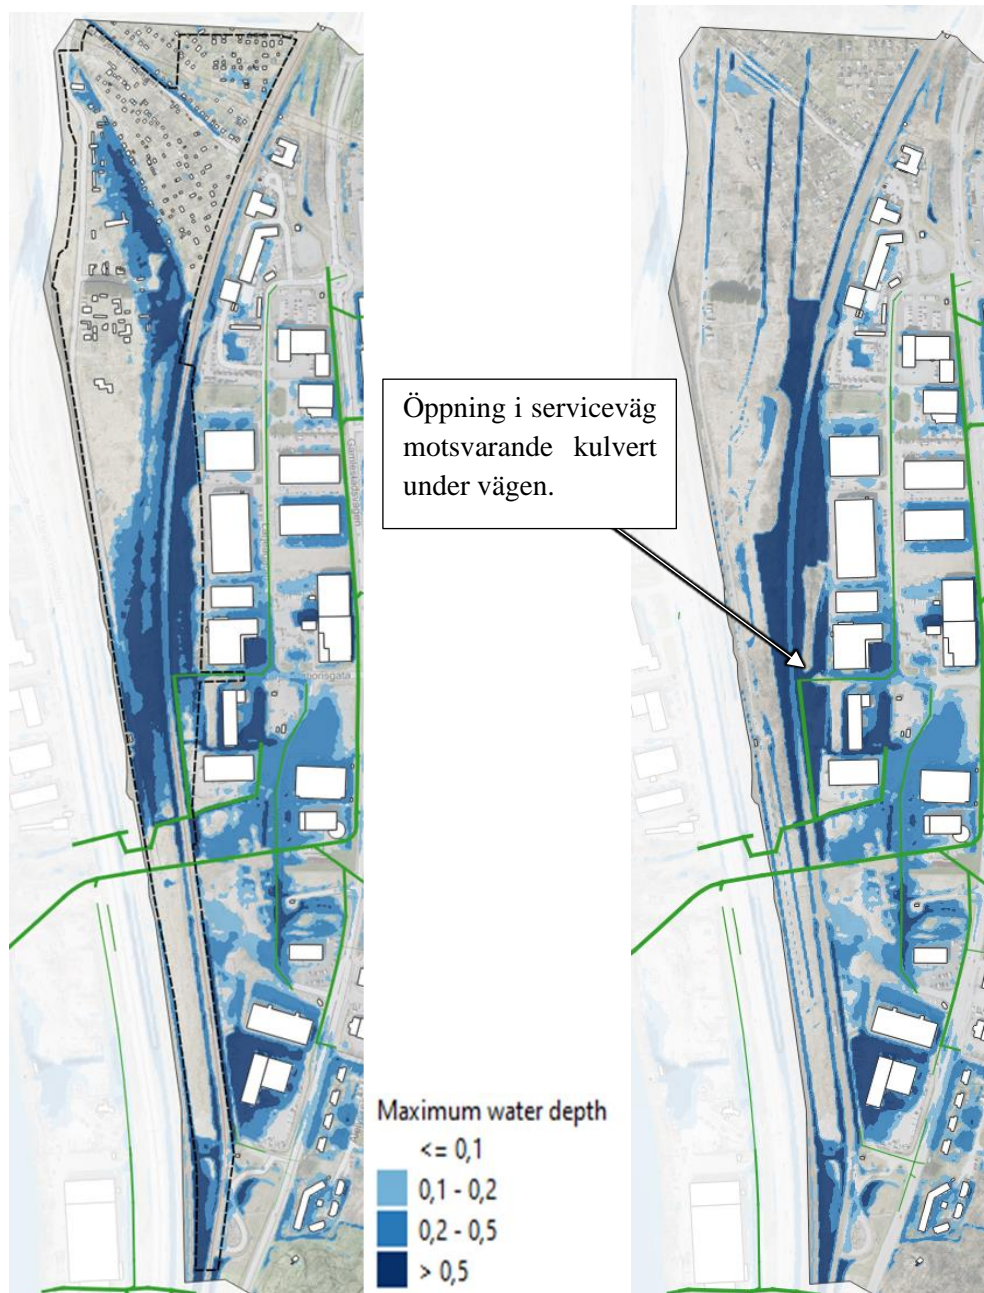 Öppning i serviceväg
motsvarande kulvert
under vägen.
Gamlestadsvägen
Maximum water depth
<= 0,1
0,1 - 0,2
0,2 - 0,5
> 0,5